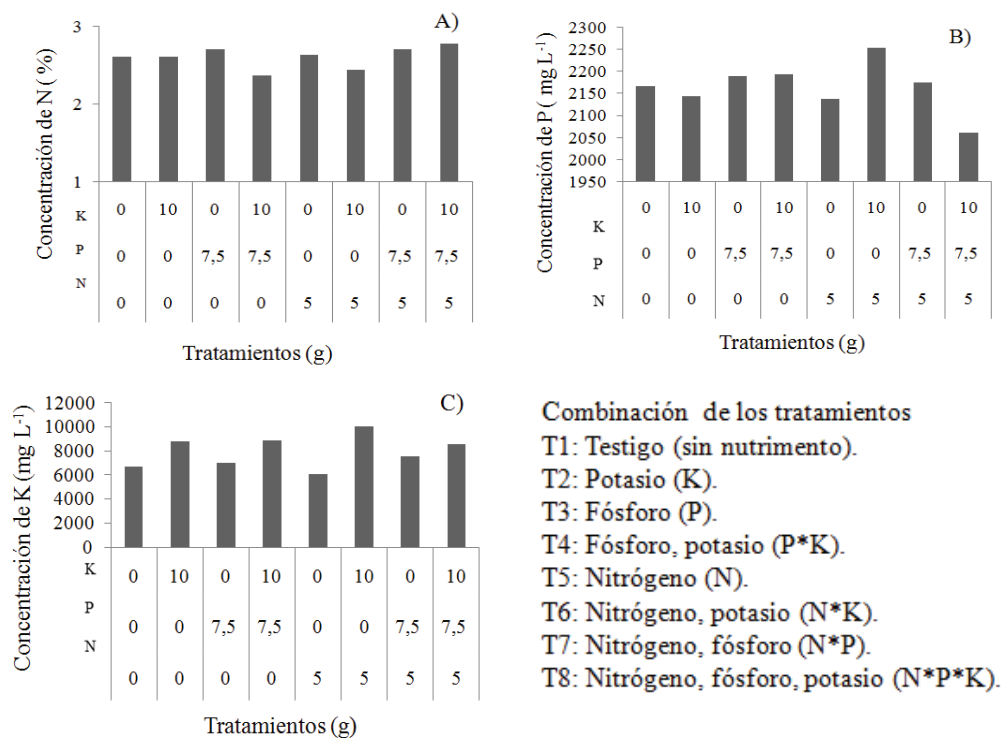 A)
Concentración de N ( %)
3
2
1
K 0 10 0 10 0 10 0 10
P 0 0 7,5 7,5 0 0 7,5 7,5
N 0 0 0 0 5 5 5 5
Tratamientos (g)
B)
Concentración de P ( mg L-1)
2300
2250
2200
2150
2100
2050
2000
1950
K 0 10 0 10 0 10 0 10
P 0 0 7,5 7,5 0 0 7,5 7,5
N 0 0 0 0 5 5 5 5
Tratamientos (g)
C)
Concentración de K (mg L-1)
12000
10000
8000
6000
4000
2000
0
K 0 10 0 10 0 10 0 10
P 0 0 7,5 7,5 0 0 7,5 7,5
N 0 0 0 0 5 5 5 5
Tratamientos (g)
Combinación de los tratamientos
T1: Testigo (sin nutrimento).
T2: Potasio (K).
T3: Fósforo (P).
T4: Fósforo, potasio (P*K).
T5: Nitrógeno (N).
T6: Nitrógeno, potasio (N*K).
T7: Nitrógeno, fósforo (N*P).
T8: Nitrógeno, fósforo, potasio (N*P*K).